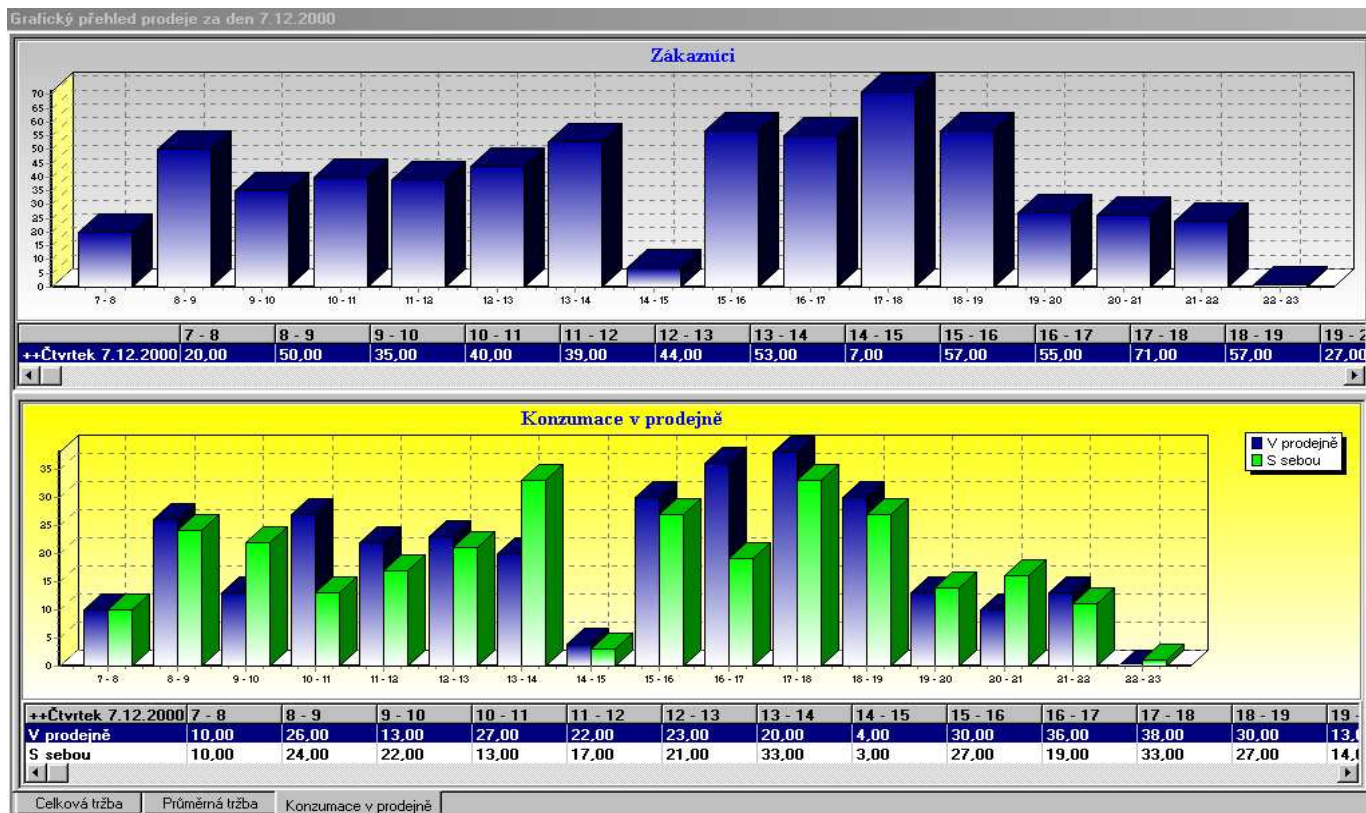 Grafický přehled prodeje za den 7.12.2000
Zákazníci
70
65
60
55
50
45
40
35
30
25
20
15
10
5
0
7 - 8 8 - 9 9 - 10 10 - 11 11 - 12 12 - 13 13 - 14 14 - 15 15 - 16 16 - 17 17 - 18 18 - 19 19 - 20 20 - 21 21 - 22 22 - 23
7 - 8 8 - 9 9 - 10 10 - 11 11 - 12 12 - 13 13 - 14 14 - 15 15 - 16 16 - 17 17 - 18 18 - 19 19 - 2
++Čtvrtek 7.12.2000 20,00 50,00 35,00 40,00 39,00 44,00 53,00 7,00 57,00 55,00 71,00 57,00 27,00
Konzumace v prodejně
V prodejně
S sebou
35
30
25
20
15
10
5
0
7 - 8 8 - 9 9 - 10 10 - 11 11 - 12 12 - 13 13 - 14 14 - 15 15 - 16 16 - 17 17 - 18 18 - 19 19 - 20 20 - 21 21 - 22 22 - 23
++Čtvrtek 7.12.2000 7 - 8 8 - 9 9 - 10 10 - 11 11 - 12 12 - 13 13 - 14 14 - 15 15 - 16 16 - 17 17 - 18 18 - 19 19 -
V prodejně 10,00 26,00 13,00 27,00 22,00 23,00 20,00 4,00 30,00 36,00 38,00 30,00 13,0
S sebou 10,00 24,00 22,00 13,00 17,00 21,00 33,00 3,00 27,00 19,00 33,00 27,00 14,0
Celková tržba Průměrná tržba Konzumace v prodejně